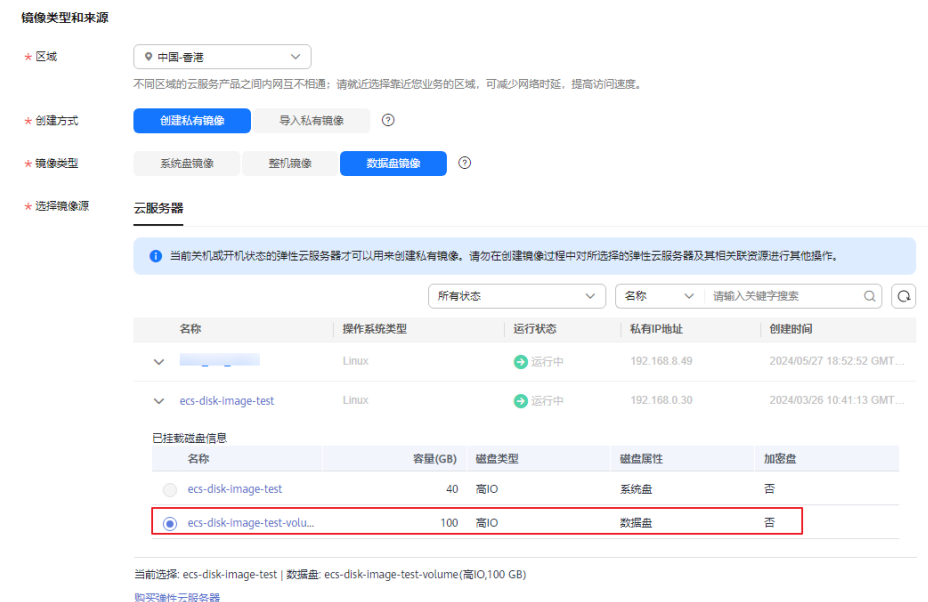 镜像类型和来源
* 区域 中国-香港
不同区域的云服务产品之间内网互不相通；请就近选择靠近您业务的区域，可减少网络时延，提高访问速度。
* 创建方式 创建私有镜像 导入私有镜像 ?
* 镜像类型 系统盘镜像 整机镜像 数据盘镜像 ?
* 选择镜像源 云服务器
i 当前关机或开机状态的弹性云服务器才可以用来创建私有镜像。请勿在创建镜像过程中对所选择的弹性云服务器及其相关联资源进行其他操作。
所有状态 名称 请输入关键字搜索
名称 操作系统类型 运行状态 私有IP地址 创建时间
Linux 运行中 192.168.8.49 2024/05/27 18:52:52 GMT...
ecs-disk-image-test Linux 运行中 192.168.0.30 2024/03/26 10:41:13 GMT...
已挂载磁盘信息
名称 容量(GB) 磁盘类型 磁盘属性 加密盘
ecs-disk-image-test 40 高IO 系统盘 否
ecs-disk-image-test-volu... 100 高IO 数据盘 否
当前选择: ecs-disk-image-test | 数据盘: ecs-disk-image-test-volume(高IO,100 GB)
购买弹性云服务器